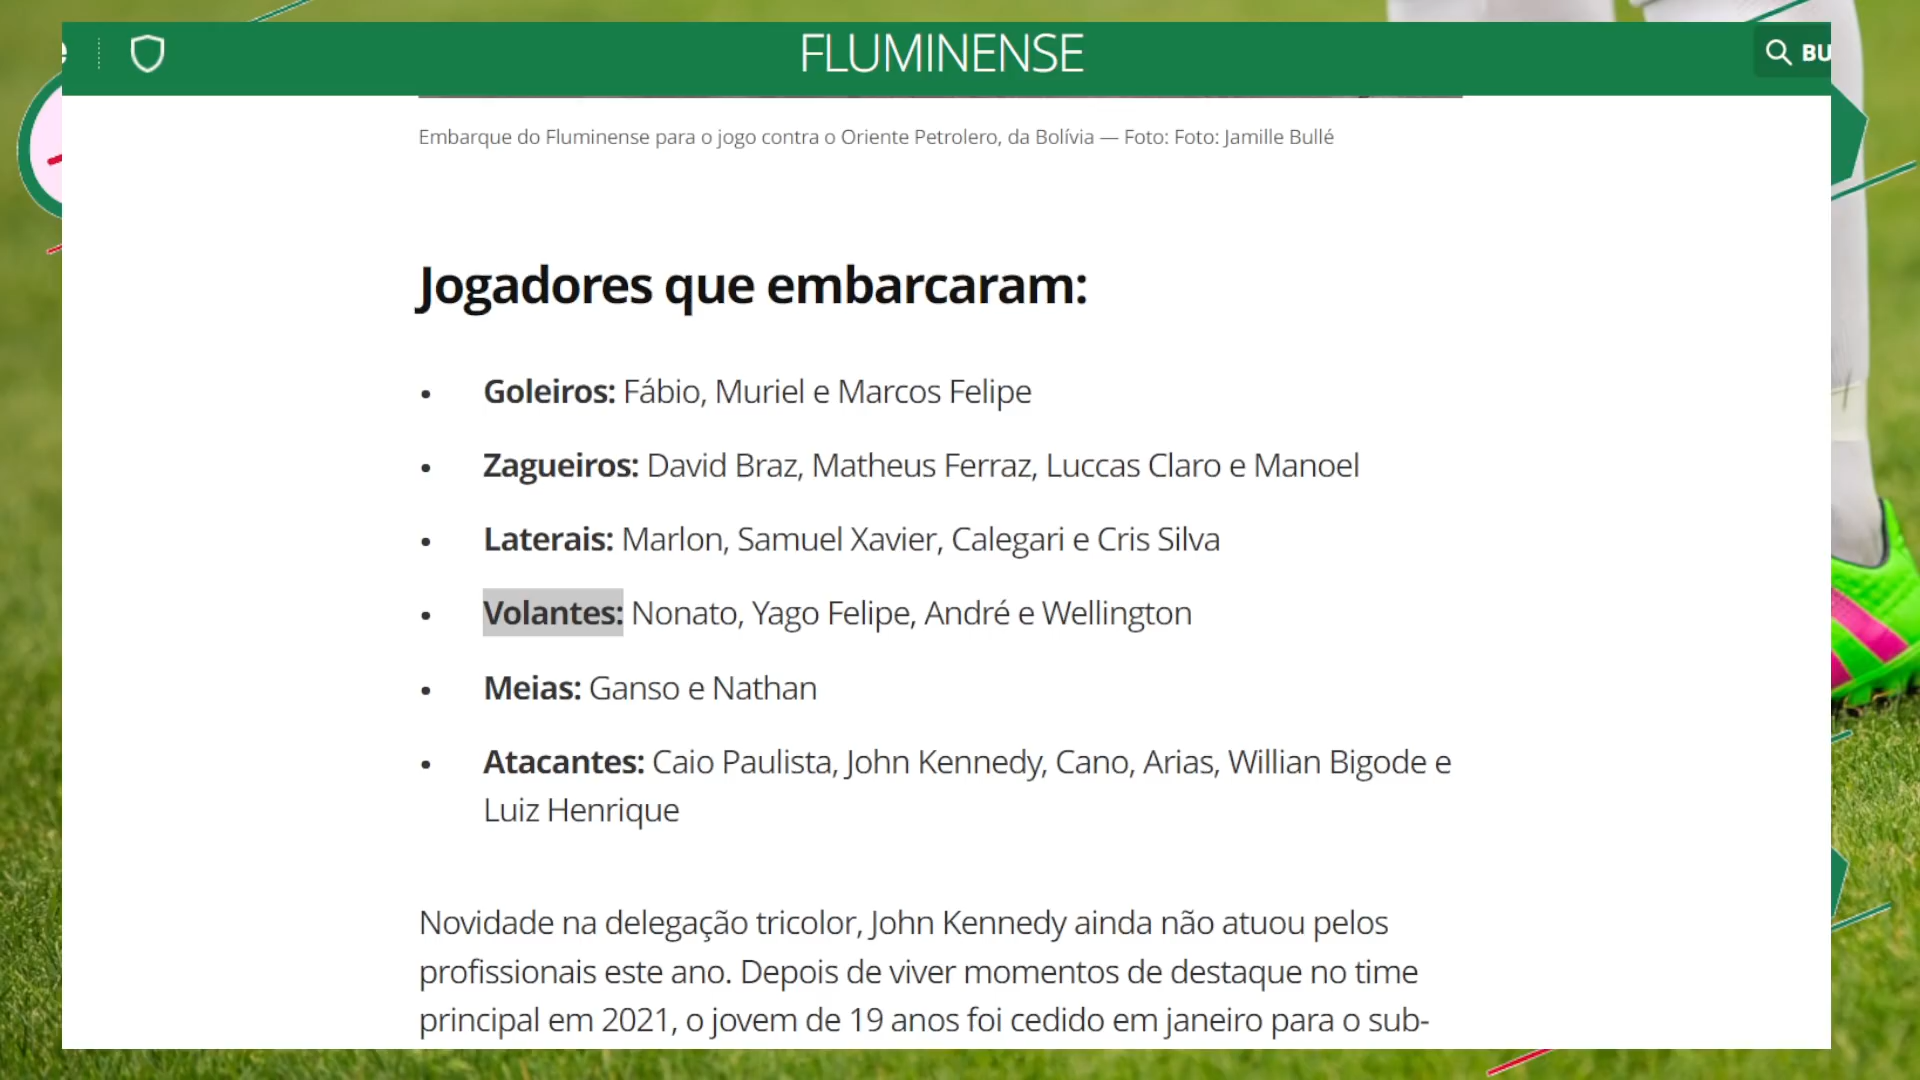 FLUMINENSE
BU
Embarque do Fluminense para o jogo contra o Oriente Petrolero, da Bolívia — Foto: Foto: Jamille Bullé
Jogadores que embarcaram:
• Goleiros: Fábio, Muriel e Marcos Felipe
• Zagueiros: David Braz, Matheus Ferraz, Luccas Claro e Manoel
• Laterais: Marlon, Samuel Xavier, Calegari e Cris Silva
• Volantes: Nonato, Yago Felipe, André e Wellington
• Meias: Ganso e Nathan
• Atacantes: Caio Paulista, John Kennedy, Cano, Arias, Willian Bigode e
Luiz Henrique
Novidade na delegação tricolor, John Kennedy ainda não atuou pelos
profissionais este ano. Depois de viver momentos de destaque no time
principal em 2021, o jovem de 19 anos foi cedido em janeiro para o sub-